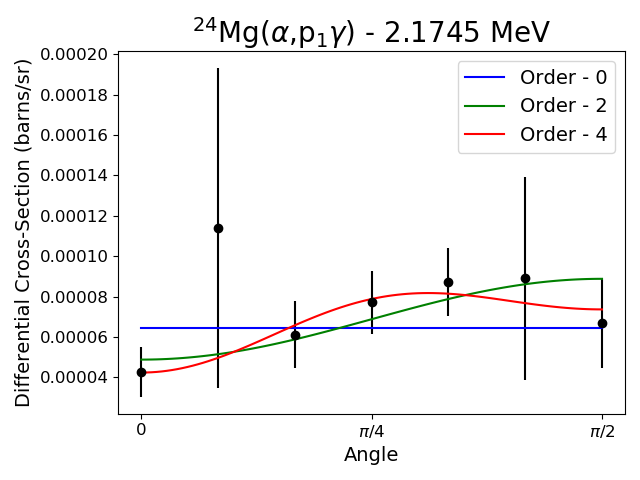 ²⁴Mg(α,p₁γ) - 2.1745 MeV
Differential Cross-Section (barns/sr)
0.00020
0.00018
0.00016
0.00014
0.00012
0.00010
0.00008
0.00006
0.00004
Order - 0
Order - 2
Order - 4
0
π/4
π/2
Angle